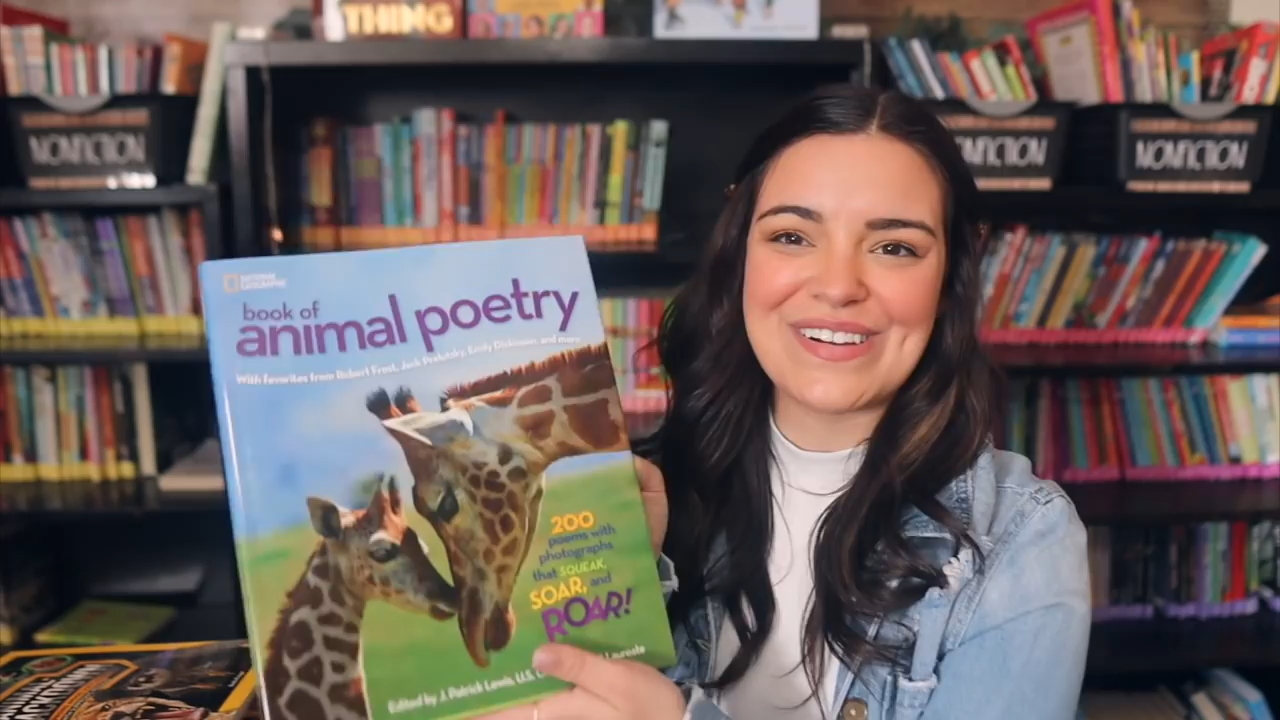 THING
NONFICTION
NONFICTION
NONFICTION
NATIONAL
GEOGRAPHIC
book of
animal poetry
With favorites from Robert Frost, Jack Prelutsky, Emily Dickinson, and more
200
poems with
photographs
that SQUEAK,
SOAR, and
ROAR!
Edited by J. Patrick Lewis, U.S. Laureate